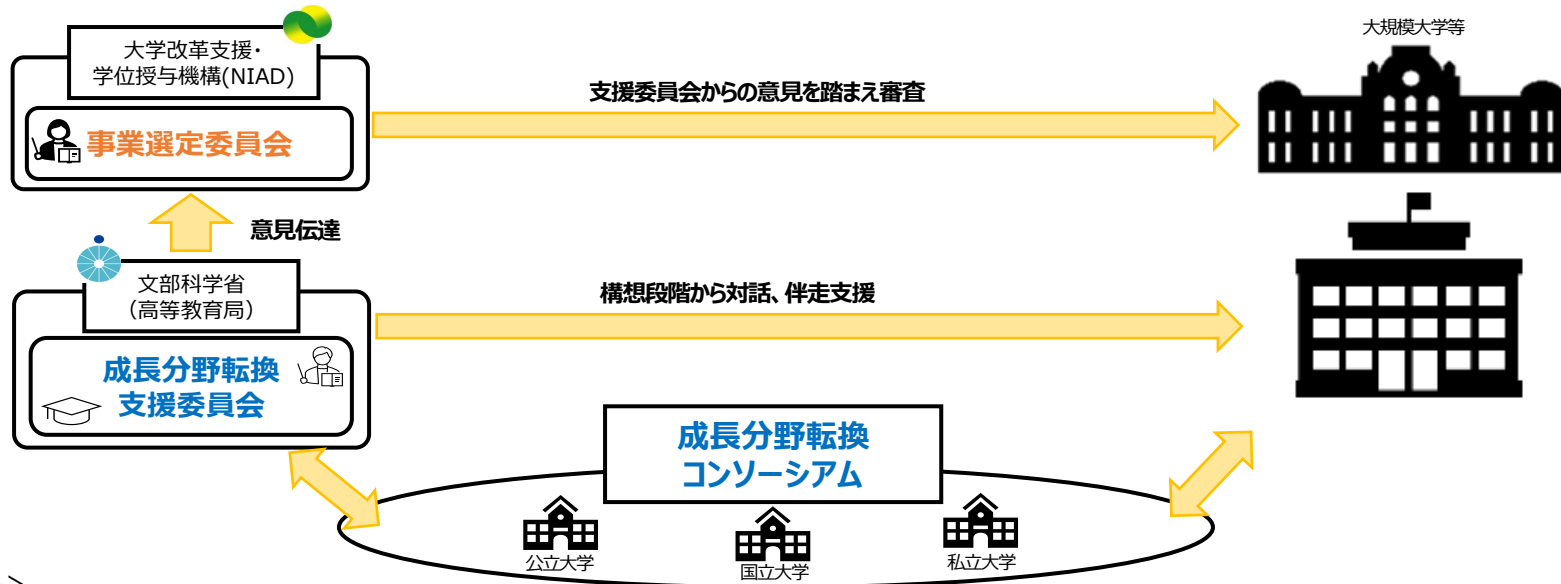 大学改革支援・
学位授与機構(NIAD)
事業選定委員会
支援委員会からの意見を踏まえ審査
大規模大学等
意見伝達
文部科学省
（高等教育局）
成長分野転換
支援委員会
構想段階から対話、伴走支援
成長分野転換
コンソーシアム
公立大学
国立大学
私立大学